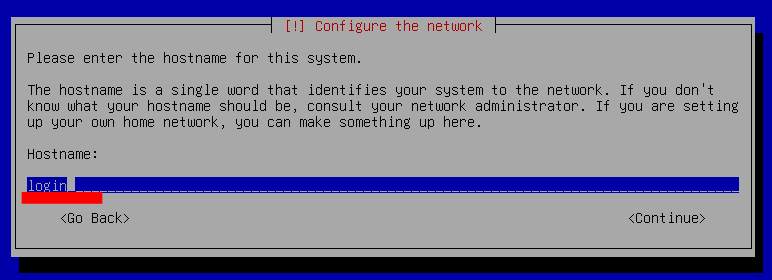 [!] Configure the network
Please enter the hostname for this system.
The hostname is a single word that identifies your system to the network. If you don't
know what your hostname should be, consult your network administrator. If you are setting
up your own home network, you can make something up here.
Hostname:
login
<Go Back> <Continue>